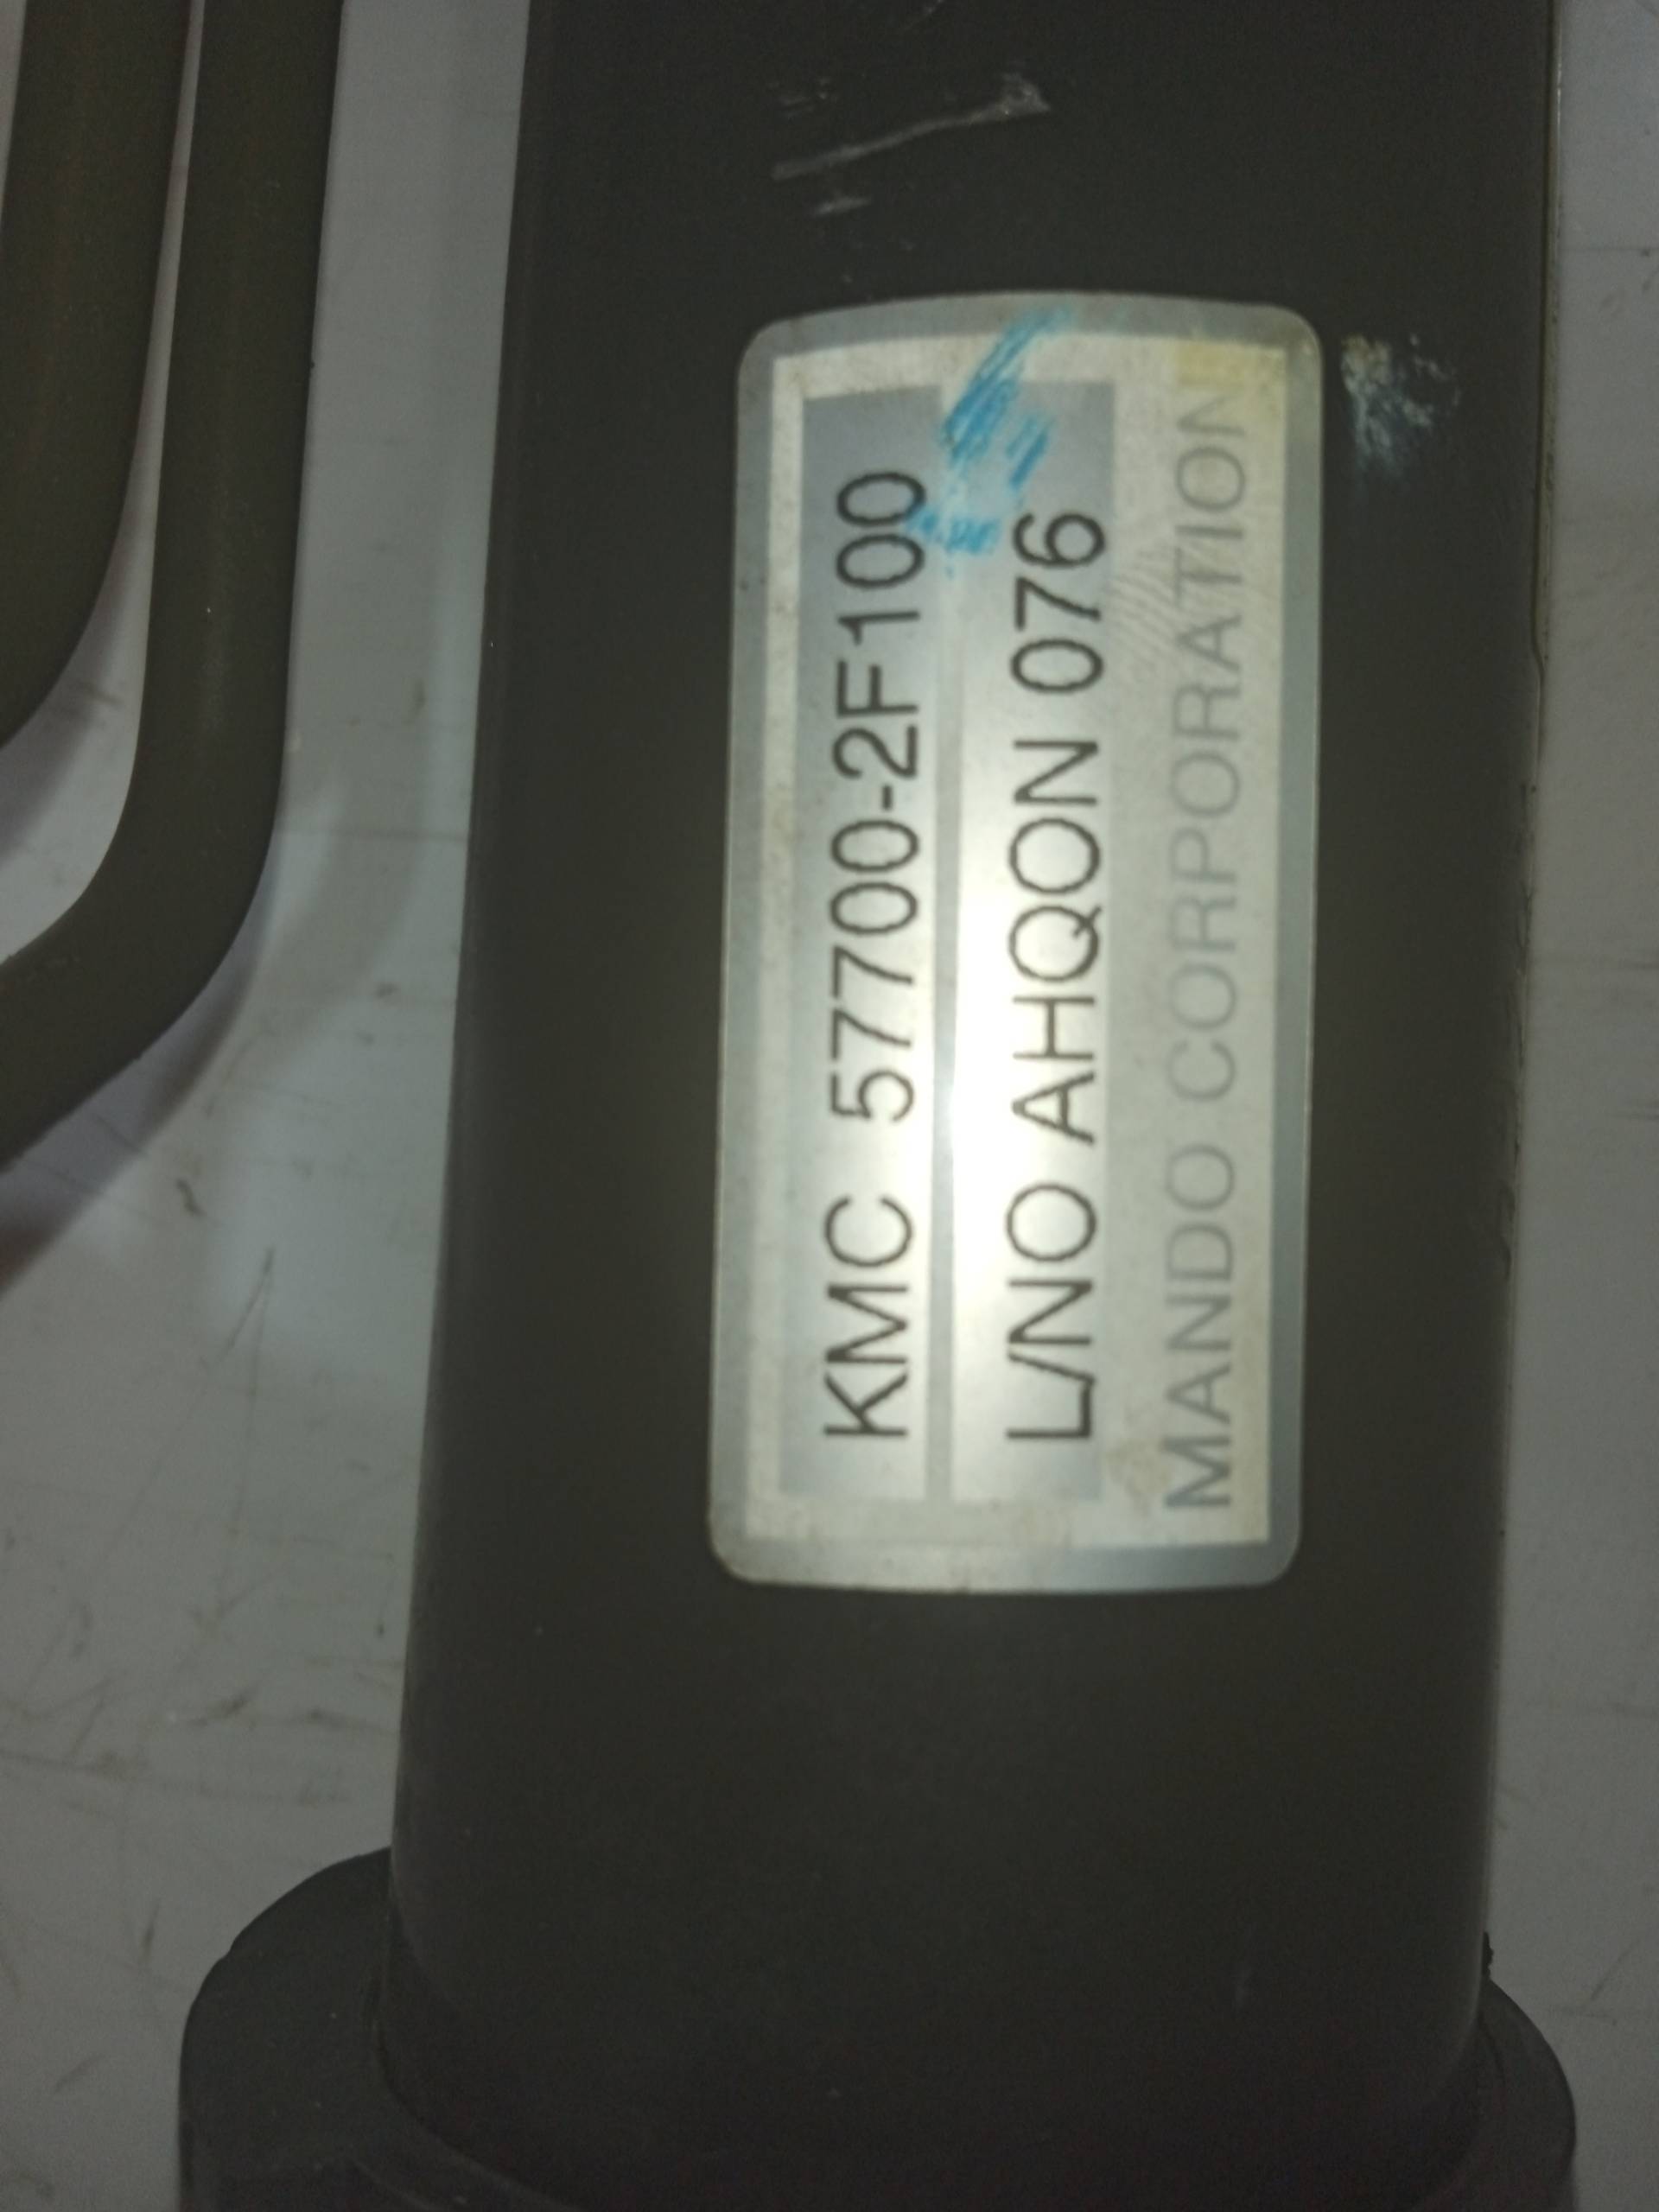 KMC 57700-2F100
L/NO AHQON 076
MANDO CORPORATION